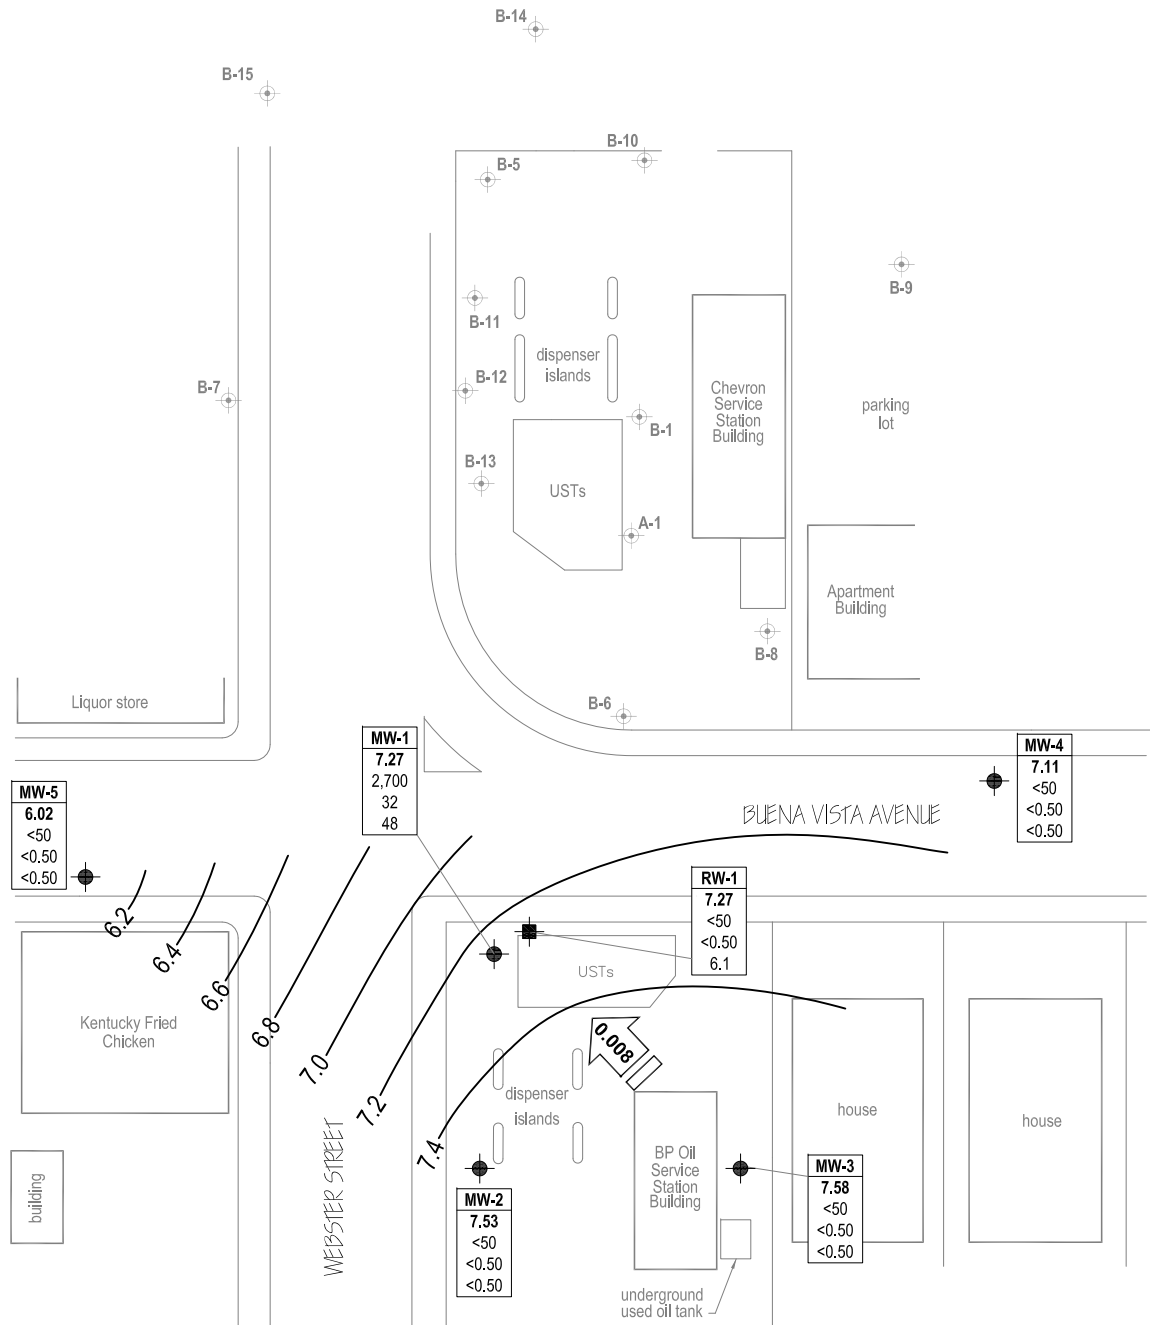 B-14
B-15
B-10
B-5
B-9
B-11
dispenser
islands
B-12
B-7
Chevron
Service
Station
Building
parking
lot
B-1
B-13
USTs
A-1
Apartment
Building
B-8
Liquor store
B-6
MW-1
7.27
2,700
32
48
MW-4
7.11
<50
<0.50
<0.50
MW-5
6.02
<50
<0.50
<0.50
BUENA VISTA AVENUE
RW-1
7.27
<50
<0.50
6.1
6.2
6.4
6.6
6.8
7.0
7.2
7.4
USTs
Kentucky Fried
Chicken
0.008
dispenser
islands
house
house
WEBSTER STREET
building
BP Oil
Service
Station
Building
MW-3
7.58
<50
<0.50
<0.50
MW-2
7.53
<50
<0.50
<0.50
underground
used oil tank